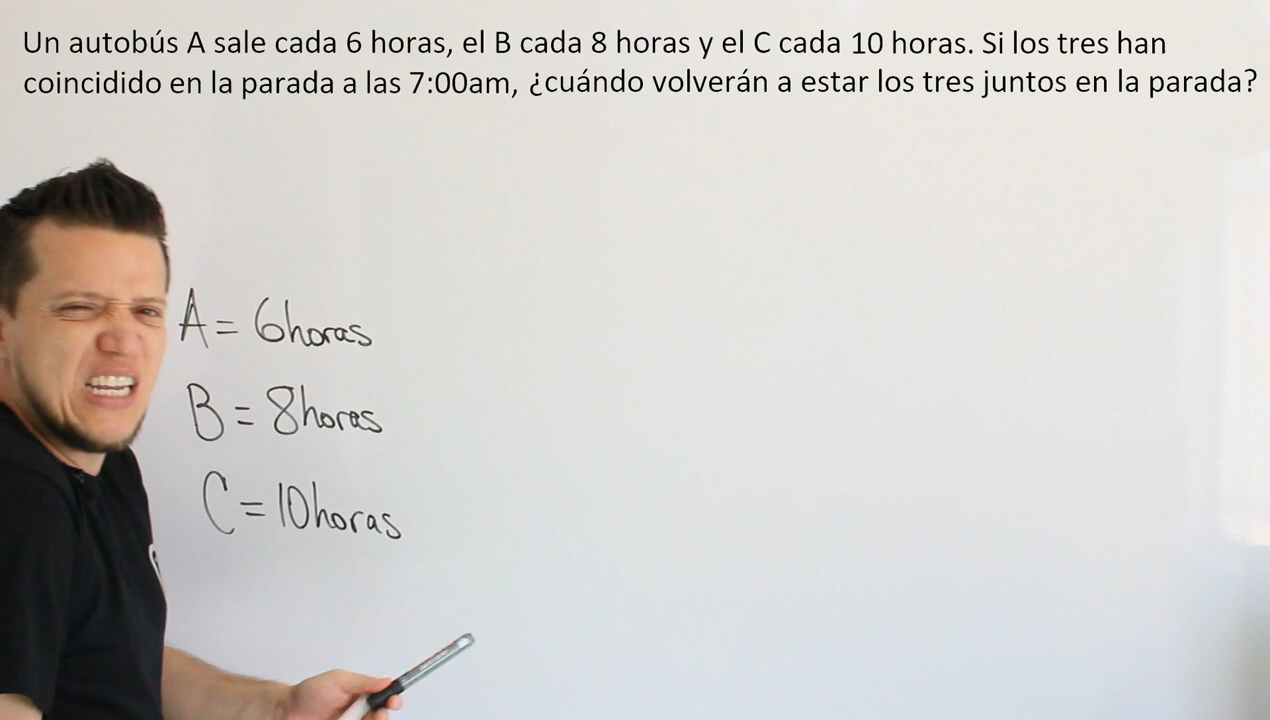 Un autobús A sale cada 6 horas, el B cada 8 horas y el C cada 10 horas. Si los tres han
coincidido en la parada a las 7:00am, ¿cuándo volverán a estar los tres juntos en la parada?
A = 6horas
B = 8horas
C = 10horas